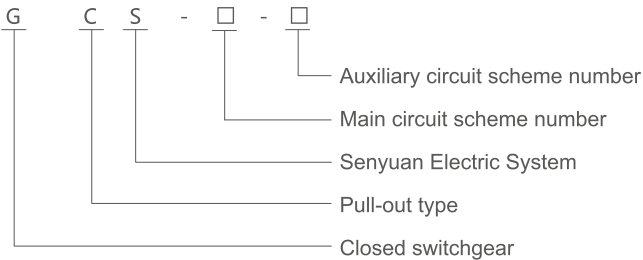 G C S - □ - □
Auxiliary circuit scheme number
Main circuit scheme number
Senyuan Electric System
Pull-out type
Closed switchgear